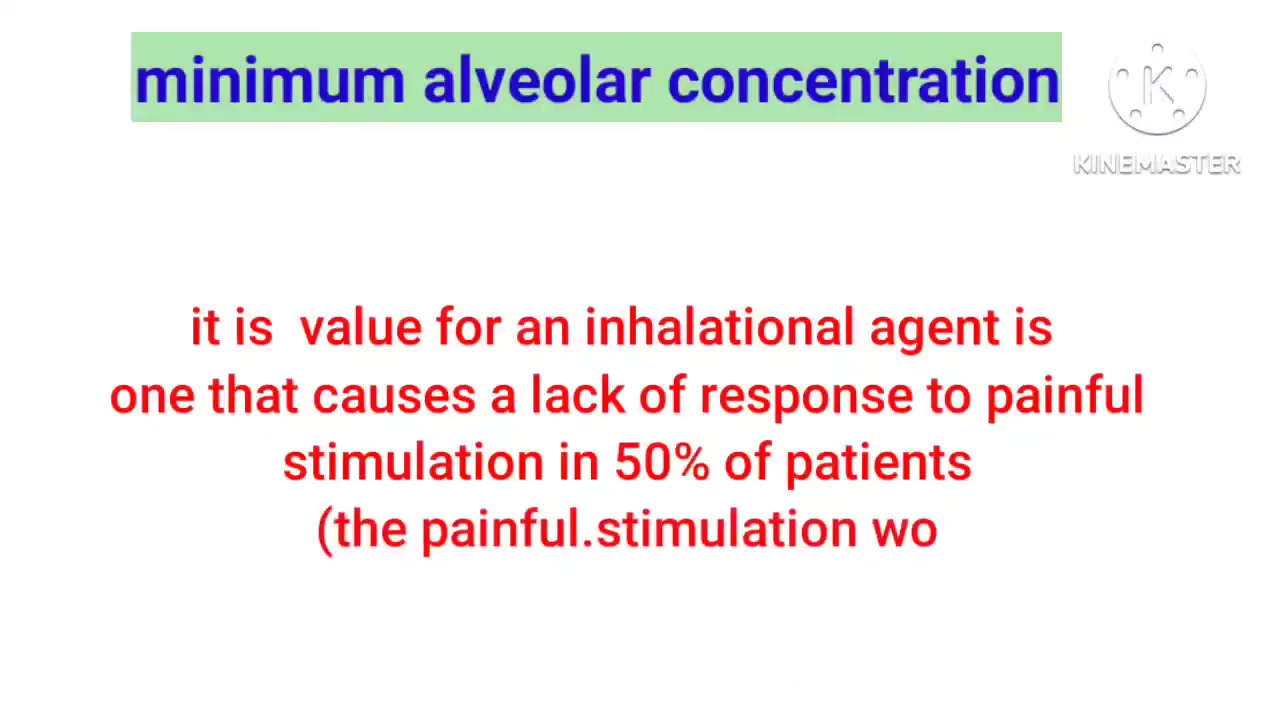 minimum alveolar concentration
K
KINEMASTER
it is value for an inhalational agent is
one that causes a lack of response to painful
stimulation in 50% of patients
(the painful.stimulation wo